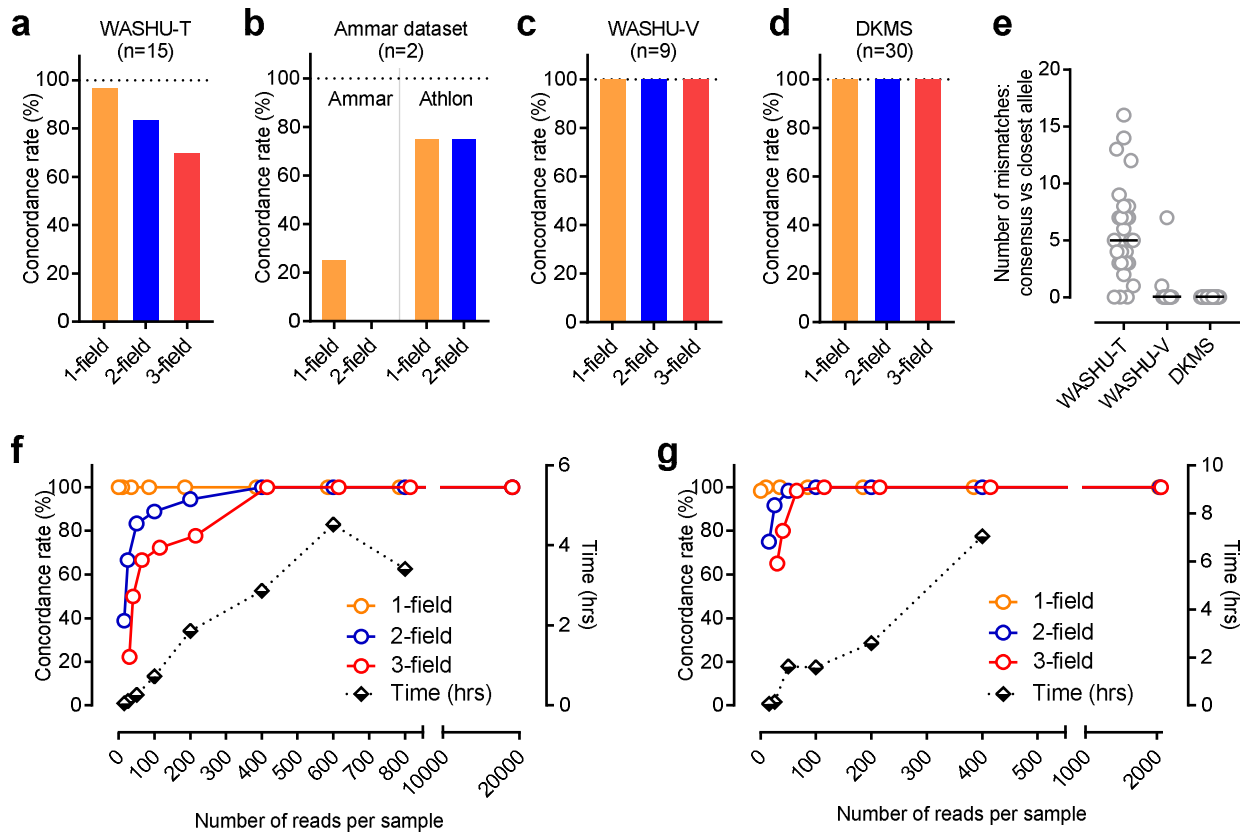 a
WASHU-T
(n=15)
Concordance rate (%)
100
80
60
40
20
0
1-field
2-field
3-field
b
Ammar dataset
(n=2)
Concordance rate (%)
100
80
60
40
20
0
Ammar
Athlon
1-field
2-field
1-field
2-field
c
WASHU-V
(n=9)
Concordance rate (%)
100
80
60
40
20
0
1-field
2-field
3-field
d
DKMS
(n=30)
Concordance rate (%)
100
80
60
40
20
0
1-field
2-field
3-field
e
Number of mismatches:
consensus vs closest allele
20
15
10
5
0
WASHU-T
WASHU-V
DKMS
f
Concordance rate (%)
100
80
60
40
20
0
6
4
2
0
Time (hrs)
1-field
2-field
3-field
Time (hrs)
0
100
200
300
400
500
600
700
800
10000
20000
Number of reads per sample
g
Concordance rate (%)
100
80
60
40
20
0
10
8
6
4
2
0
Time (hrs)
1-field
2-field
3-field
Time (hrs)
0
100
200
300
400
500
1000
2000
Number of reads per sample